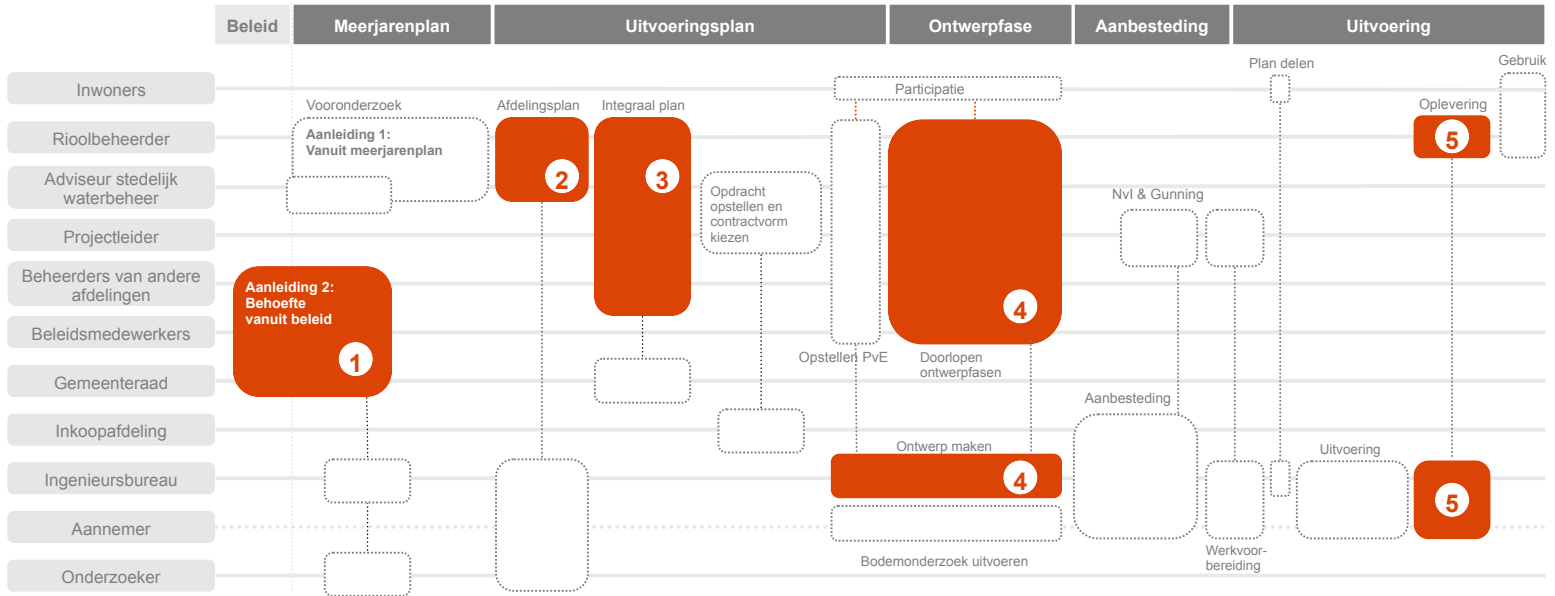 Beleid
Meerjarenplan
Uitvoeringsplan
Ontwerpfase
Aanbesteding
Uitvoering
Inwoners
Rioolbeheerder
Adviseur stedelijk
waterbeheer
Projectleider
Beheerders van andere
afdelingen
Beleidsmedewerkers
Gemeenteraad
Inkoopafdeling
Ingenieursbureau
Aannemer
Onderzoeker
Vooronderzoek
Aanleiding 1:
Vanuit meerjarenplan
Aanleiding 2:
Behoefte
vanuit beleid
1
Afdelingsplan
2
Integraal plan
3
Opdracht
opstellen en
contractvorm
kiezen
Participatie
Opstellen PvE
4
Doorlopen
ontwerpfasen
Ontwerp maken
4
Bodemonderzoek uitvoeren
NvI & Gunning
Aanbesteding
Werkvoor-
bereiding
Plan delen
Uitvoering
Oplevering
5
5
Gebruik